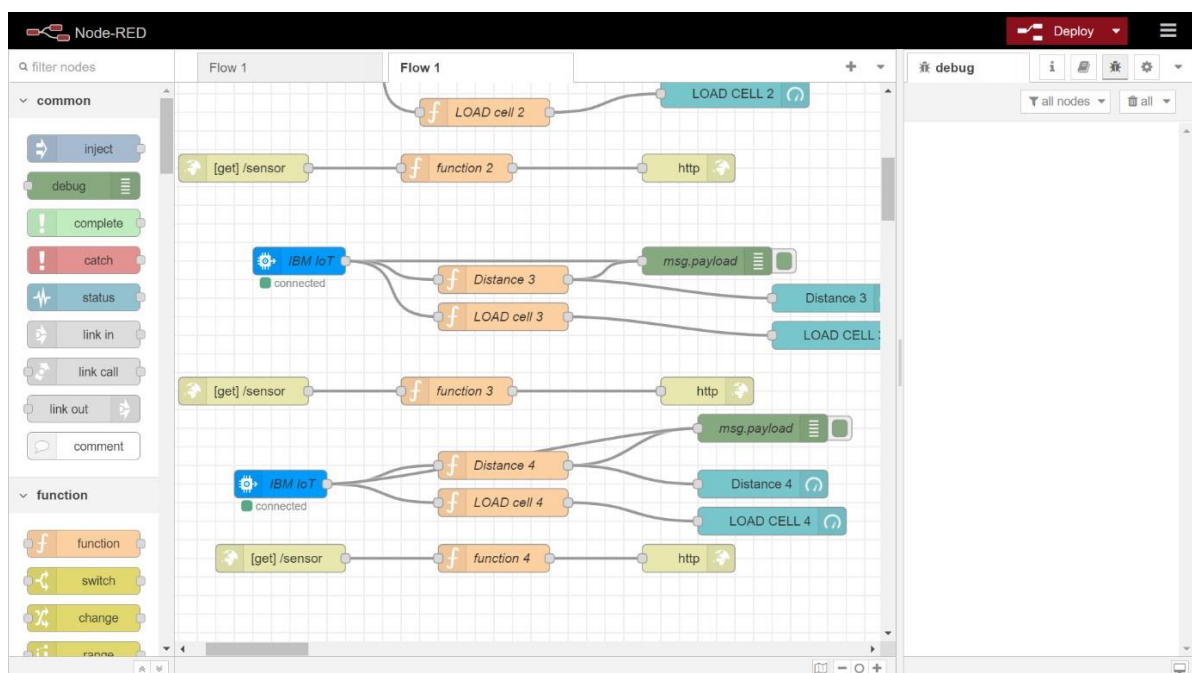 Node-RED
Deploy
filter nodes
Flow 1
Flow 1
debug
i
all nodes
all
common
inject
debug
complete
catch
status
link in
link call
link out
comment
function
function
switch
change
range
LOAD CELL 2
LOAD cell 2
[get] /sensor
function 2
http
IBM IoT
connected
Distance 3
LOAD cell 3
msg.payload
Distance 3
LOAD CELL
[get] /sensor
function 3
http
msg.payload
IBM IoT
connected
Distance 4
LOAD cell 4
Distance 4
LOAD CELL 4
[get] /sensor
function 4
http